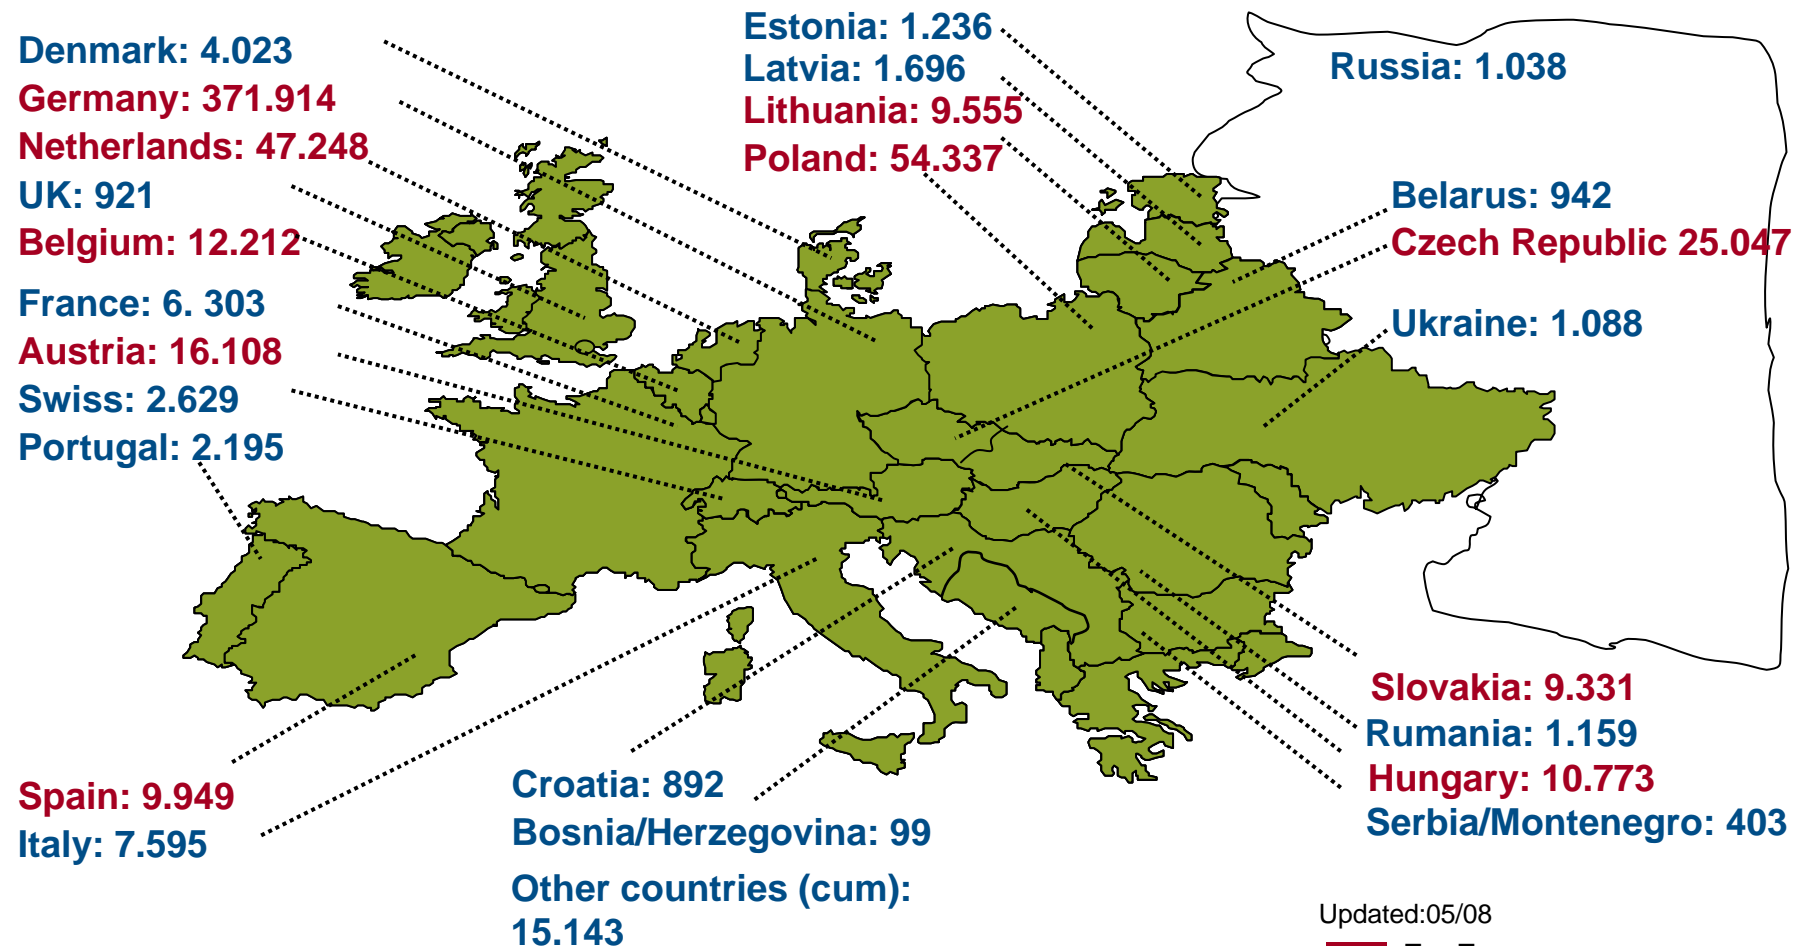 Denmark: 4.023
Germany: 371.914
Netherlands: 47.248
UK: 921
Belgium: 12.212
France: 6. 303
Austria: 16.108
Swiss: 2.629
Portugal: 2.195
Estonia: 1.236
Latvia: 1.696
Lithuania: 9.555
Poland: 54.337
Russia: 1.038
Belarus: 942
Czech Republic 25.047
Ukraine: 1.088
Slovakia: 9.331
Rumania: 1.159
Hungary: 10.773
Serbia/Montenegro: 403
Spain: 9.949
Italy: 7.595
Croatia: 892
Bosnia/Herzegovina: 99
Other countries (cum):
15.143
Updated:05/08